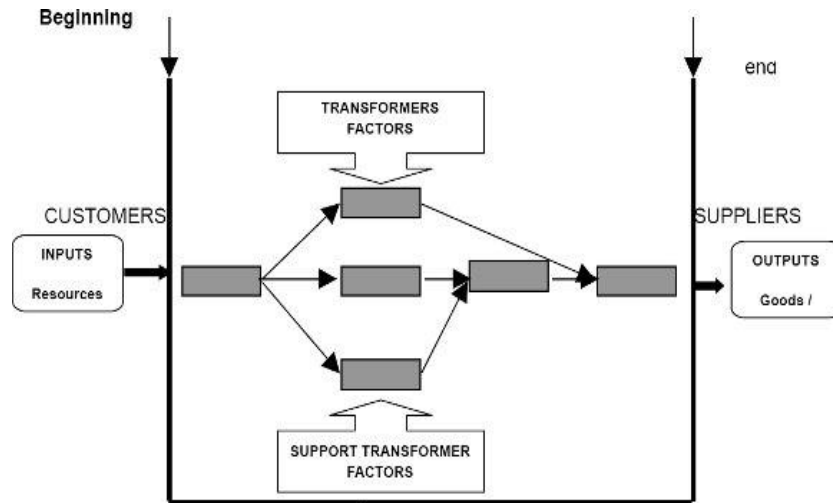 Beginning
end
TRANSFORMERS
FACTORS
CUSTOMERS
SUPPLIERS
INPUTS
Resources
OUTPUTS
Goods /
SUPPORT TRANSFORMER
FACTORS